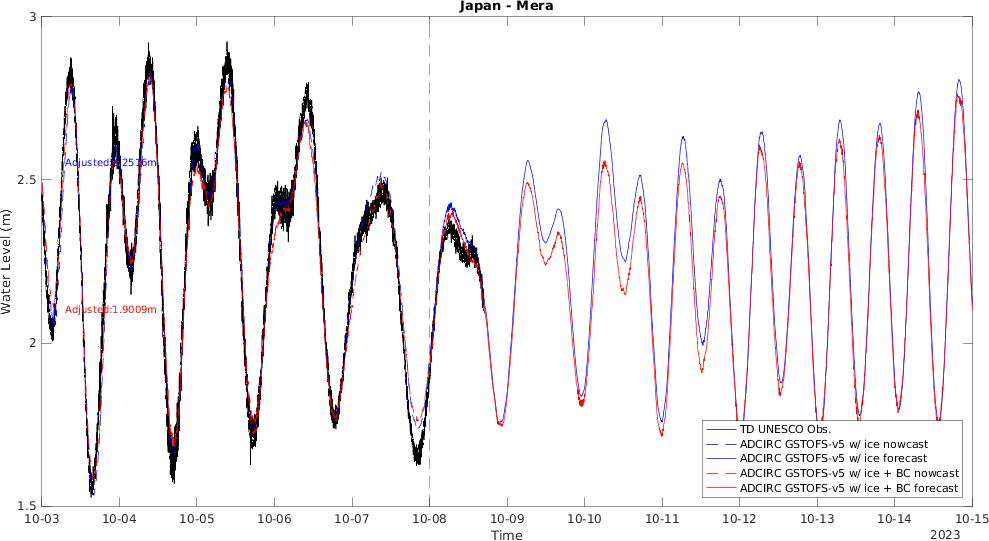 Japan - Mera
Water Level (m)
3
2.5
2
1.5
Adjusted:
2516m
Adjusted:1.9009m
TD UNESCO Obs.
ADCIRC GSTOFS-v5 w/ ice nowcast
ADCIRC GSTOFS-v5 w/ ice forecast
ADCIRC GSTOFS-v5 w/ ice + BC nowcast
ADCIRC GSTOFS-v5 w/ ice + BC forecast
10-03 10-04 10-05 10-06 10-07 10-08 10-09 10-10 10-11 10-12 10-13 10-14 10-15
Time
2023